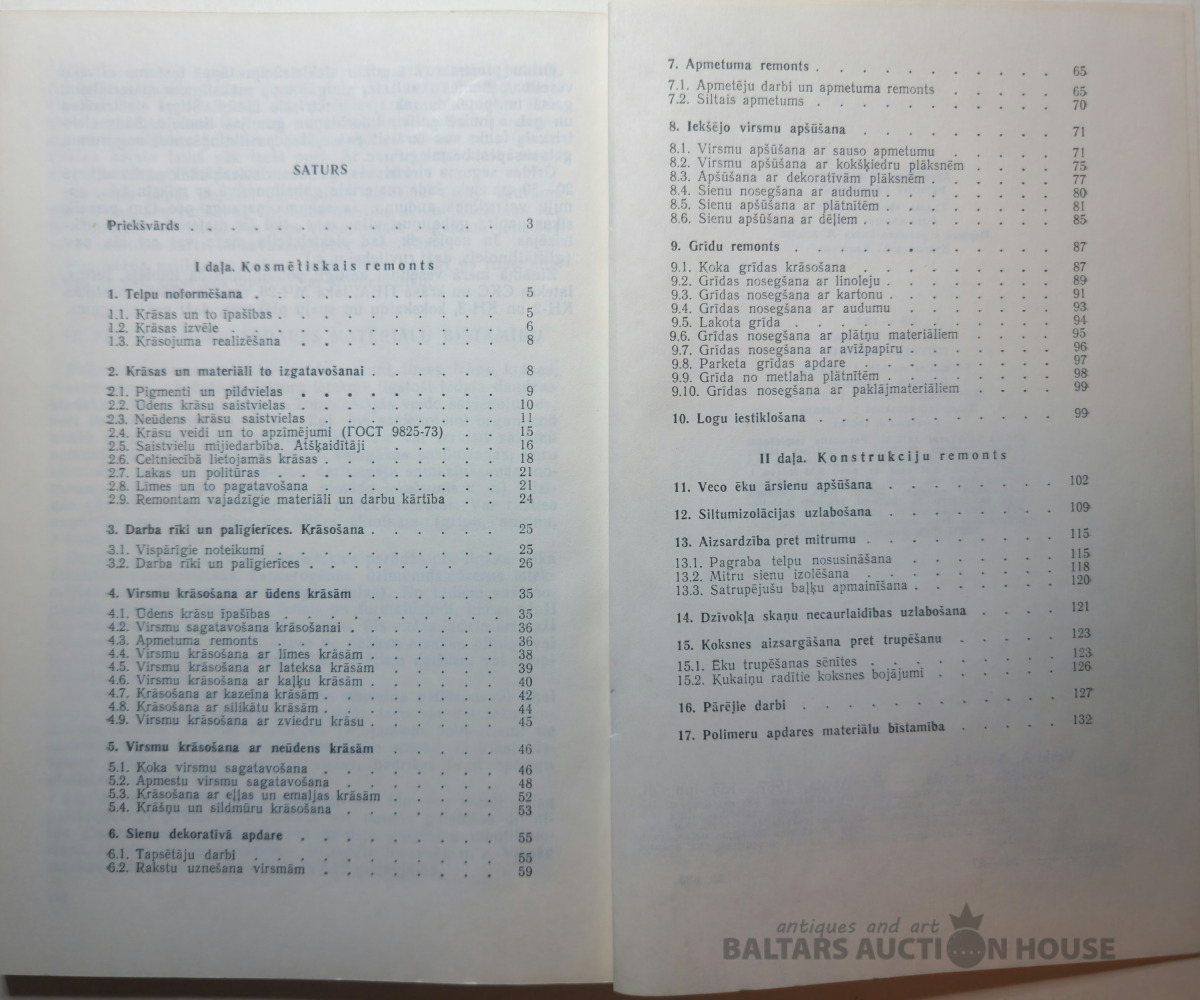 SATURS
Priekšvārds . . . . . . . . . . 3
I daļa. Kosmētiskais remonts
1. Telpu noformēšana . . . . . . . . 5
1.1. Krāsas un to īpašības . . . . . . . 5
1.2. Krāsas izvēle . . . . . . . . . 6
1.3. Krāsojuma realizēšana . . . . . . . 8
2. Krāsas un materiāli to izgatavošanai . . . . 8
2.1. Pigmenti un pildvielas . . . . . . . 9
2.2. Ūdens krāsu saistvielas . . . . . . . 10
2.3. Neūdens krāsu saistvielas . . . . . . 11
2.4. Krāsu veidi un to apzīmējumi (ГОСТ 9825-73) . . 15
2.5. Saistvielu mijiedarbība. Atšķaidītāji . . . . 16
2.6. Celtniecībā lietojamās krāsas . . . . . . 18
2.7. Lakas un politūras . . . . . . . . 21
2.8. Līmes un to pagatavošana . . . . . . 21
2.9. Remontam vajadzīgie materiāli un darbu kārtība . . 24
3. Darba rīki un palīgierīces. Krāsošana . . . . 25
3.1. Vispārīgie noteikumi . . . . . . . . 25
3.2. Darba rīki un palīgierīces . . . . . . 26
4. Virsmu krāsošana ar ūdens krāsām . . . . 35
4.1. Ūdens krāsu īpašības . . . . . . . . 35
4.2. Virsmu sagatavošana krāsošanai . . . . . 36
4.3. Apmetuma remonts . . . . . . . . 36
4.4. Virsmu krāsošana ar līmes krāsām . . . . 38
4.5. Virsmu krāsošana ar lateksa krāsām . . . . 39
4.6. Virsmu krāsošana ar kaļķu krāsām . . . . . 40
4.7. Krāsošana ar kazeīna krāsām . . . . . . 42
4.8. Krāsošana ar silikātu krāsām . . . . . . 44
4.9. Virsmu krāsošana ar zviedru krāsu . . . . . 45
5. Virsmu krāsošana ar neūdens krāsām . . . . 46
5.1. Koka virsmu sagatavošana . . . . . . 46
5.2. Apmestu virsmu sagatavošana . . . . . . 48
5.3. Krāsošana ar eļļas un emaljas krāsām . . . . 52
5.4. Krāšņu un sildmūru krāsošana . . . . . . 53
6. Sienu dekoratīvā apdare . . . . . . . 55
6.1. Tapsētāju darbi . . . . . . . . . 55
6.2. Rakstu uznešana virsmām . . . . . . . 59
7. Apmetuma remonts . . . . . . . . . 65
7.1. Apmetēju darbi un apmetuma remonts . . . . . 65
7.2. Siltais apmetums . . . . . . . . . 70
8. Iekšējo virsmu apšūšana . . . . . . . 71
8.1. Virsmu apšūšana ar sauso apmetumu . . . . . 71
8.2. Virsmu apšūšana ar kokšķiedru plāksnēm . . . . 75
8.3. Apšūšana ar dekoratīvām plāksnēm . . . . . 77
8.4. Sienu nosegšana ar audumu . . . . . . 80
8.5. Sienu apšūšana ar plātnītēm . . . . . . 81
8.6. Sienu apšūšana ar dēļiem . . . . . . . 85
9. Grīdu remonts . . . . . . . . . 87
9.1. Koka grīdas krāsošana . . . . . . . 87
9.2. Grīdas nosegšana ar linoleju . . . . . . 89
9.3. Grīdas nosegšana ar kartonu . . . . . . 91
9.4. Grīdas nosegšana ar audumu . . . . . . 93
9.5. Lakota grīda . . . . . . . . . 94
9.6. Grīdas nosegšana ar plātņu materiāliem . . . . 95
9.7. Grīdas nosegšana ar avīžpapīru . . . . . . 96
9.8. Parketa grīdas apdare . . . . . . . 97
9.9. Grīda no metlaha plātnītēm . . . . . . 98
9.10. Grīdas nosegšana ar paklājmateriāliem . . . . 99
10. Logu iestiklošana . . . . . . . . 99
II daļa. Konstrukciju remonts
11. Veco ēku ārsienu apšūšana . . . . . . 102
12. Siltumizolācijas uzlabošana . . . . . . 109
13. Aizsardzība pret mitrumu . . . . . . . 115
13.1. Pagraba telpu nosusināšana . . . . . . 115
13.2. Mitru sienu izolēšana . . . . . . . 118
13.3. Satrupējušu baļķu apmainīšana . . . . . . 120
14. Dzīvokļa skaņu necaurlaidības uzlabošana . . . . 121
15. Koksnes aizsargāšana pret trupēšanu . . . . . 123
15.1. Ēku trupēšanas sēnītes . . . . . . . 123
15.2. Kukaiņu radītie koksnes bojājumi . . . . . 126
16. Pārējie darbi . . . . . . . . . 127
17. Polimeru apdares materiālu bīstamība . . . . . 132
antiques and art
BALTARS AUCTION HOUSE